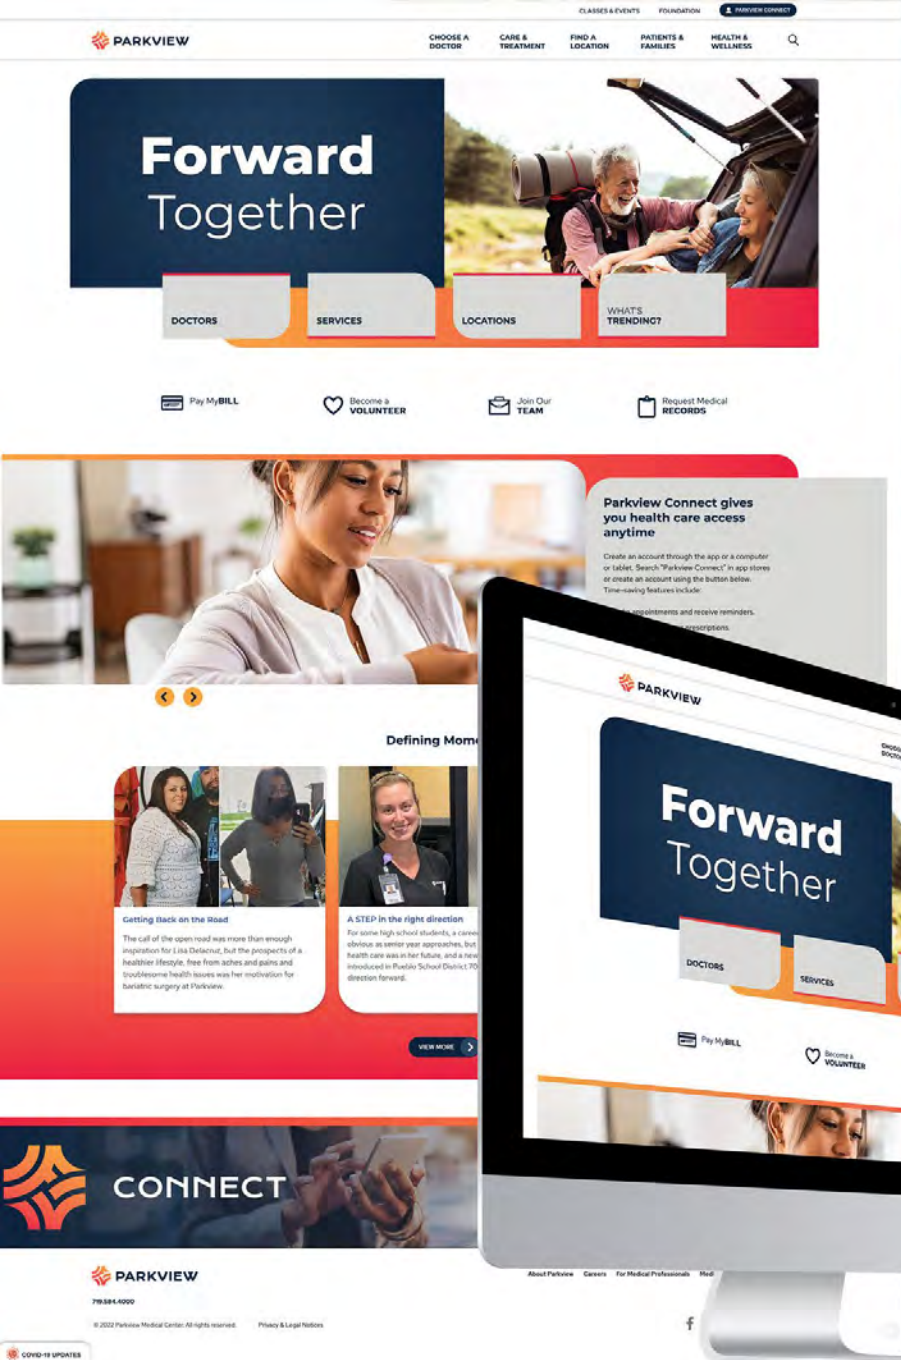 CLASSES & EVENTS FOUNDATION PARKVIEW CONNECT
PARKVIEW
CHOOSE A DOCTOR
CARE & TREATMENT
FIND A LOCATION
PATIENTS & FAMILIES
HEALTH & WELLNESS
Forward
Together
DOCTORS
SERVICES
LOCATIONS
WHAT'S
TRENDING?
Pay MyBILL
Become a
VOLUNTEER
Join Our
TEAM
Request Medical
RECORDS
Parkview Connect gives
you health care access
anytime
Create an account through the app or a computer
or tablet. Search "Parkview Connect" in app stores
or create an account using the button below.
Time-saving features include:
appointments and receive reminders.
prescriptions.
Defining Mom
Getting Back on the Road
The call of the open road was more than enough
inspiration for Lisa Delacruz, but the prospects of a
healthier lifestyle, free from aches and pains and
troublesome health issues was her motivation for
bariatric surgery at Parkview.
A STEP in the right direction
For some high school students, a career
obvious as senior year approaches, but
health care was in her future, and a new
introduced in Pueblo School District 70
direction forward.
VIEW MORE
PARKVIEW
Forward
Together
DOCTORS
SERVICES
Pay MyBILL
Become a
VOLUNTEER
CONNECT
PARKVIEW
719.584.4000
© 2022 Parkview Medical Center. All rights reserved. Privacy & Legal Notices
About Parkview Careers For Medical Professionals Medi
f
COVID-19 UPDATES